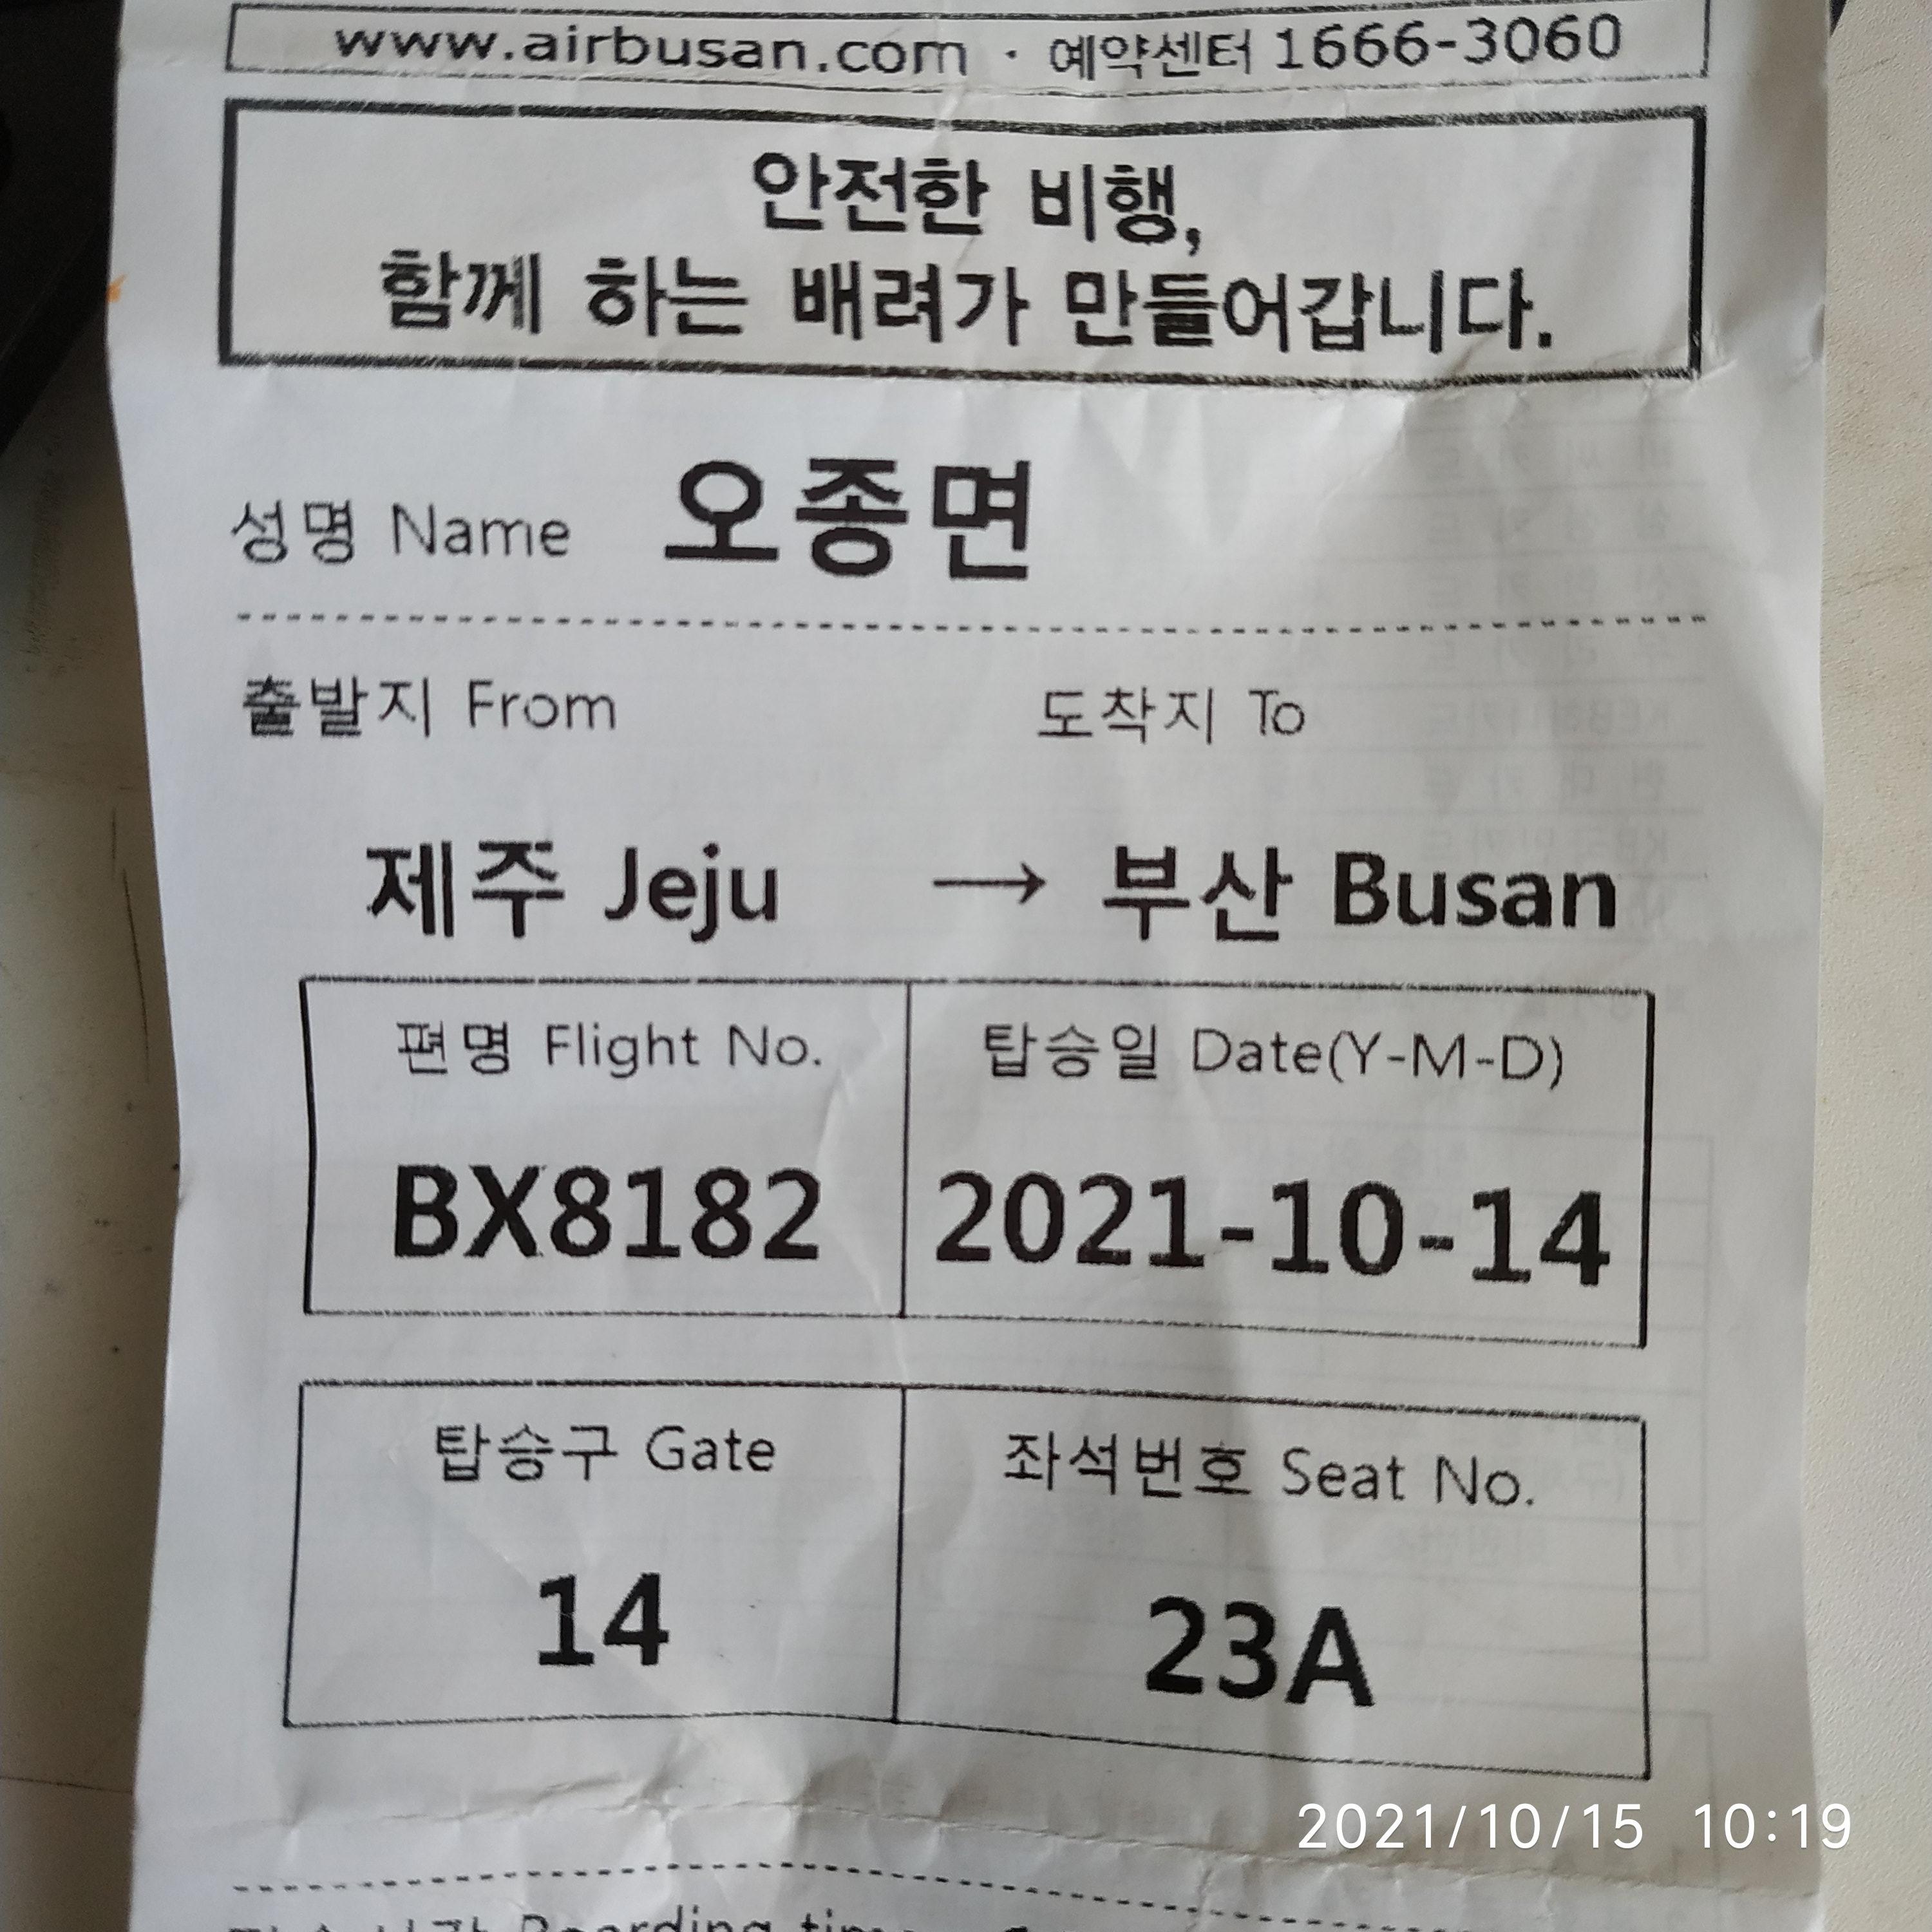 www.airbusan.com · 예약센터 1666-3060
안전한 비행,
함께 하는 배려가 만들어갑니다.
성명 Name 오종면
출발지 From 도착지 To
제주 Jeju → 부산 Busan
편명 Flight No. 탑승일 Date(Y-M-D)
BX8182 2021-10-14
탑승구 Gate 좌석번호 Seat No.
14 23A
2021/10/15 10:19
Boarding